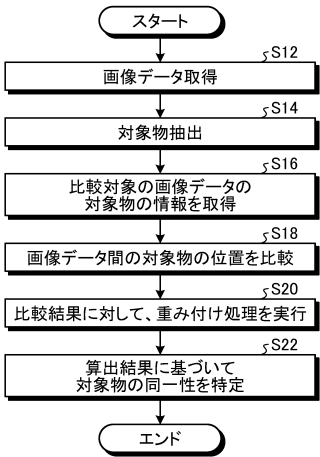 スタート
S12
画像データ取得
S14
対象物抽出
S16
比較対象の画像データの
対象物の情報を取得
S18
画像データ間の対象物の位置を比較
S20
比較結果に対して、重み付け処理を実行
S22
算出結果に基づいて
対象物の同一性を特定
エンド